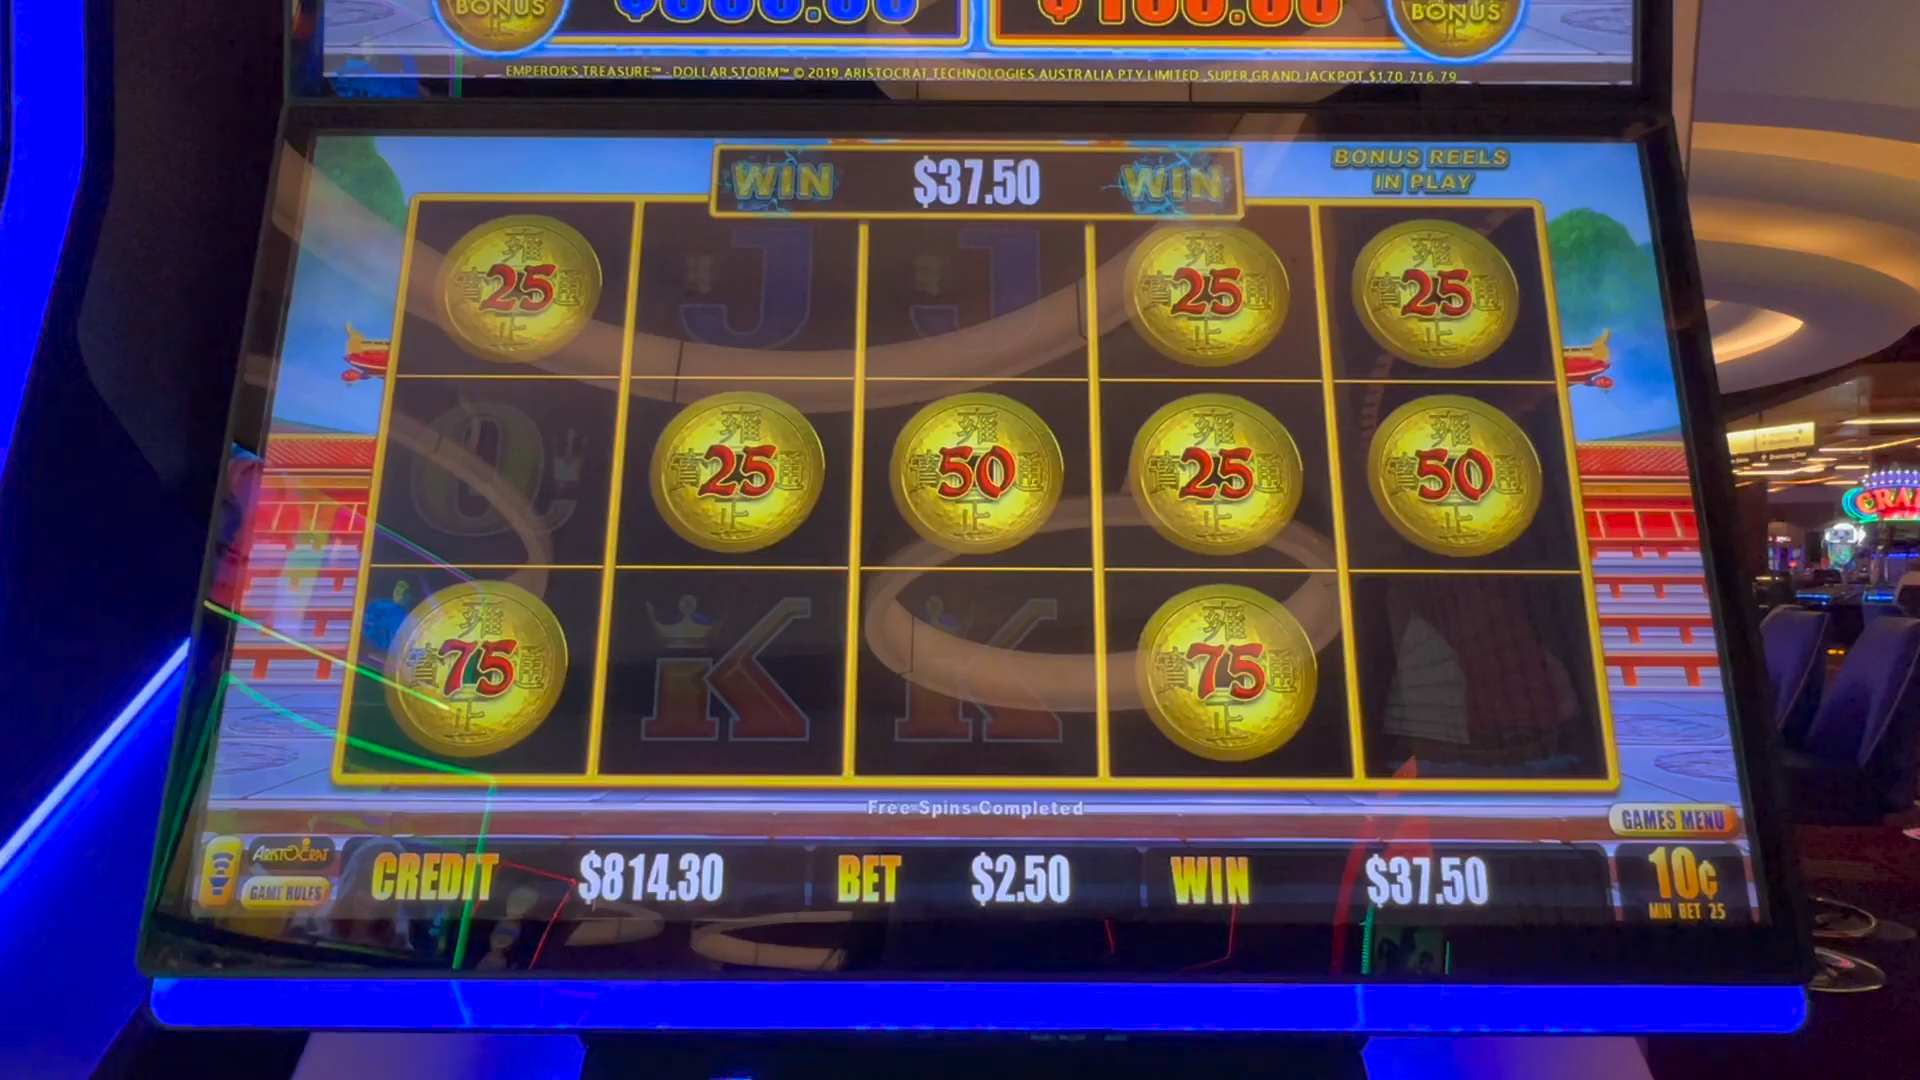 BONUS
BONUS
EMPEROR'S TREASURE™ - DOLLAR STORM™ © 2019 ARISTOCRAT TECHNOLOGIES AUSTRALIA PTY LIMITED SUPER GRAND JACKPOT $170,716.79
WIN $37.50 WIN
BONUS REELS
IN PLAY
25 J J 25 25
Q 25 50 25 50
75 K K 75
Free Spins Completed
GAMES MENU
ARISTOCRAT
GAME RULES
CREDIT $814.30 BET $2.50 WIN $37.50
10¢
MIN BET 25